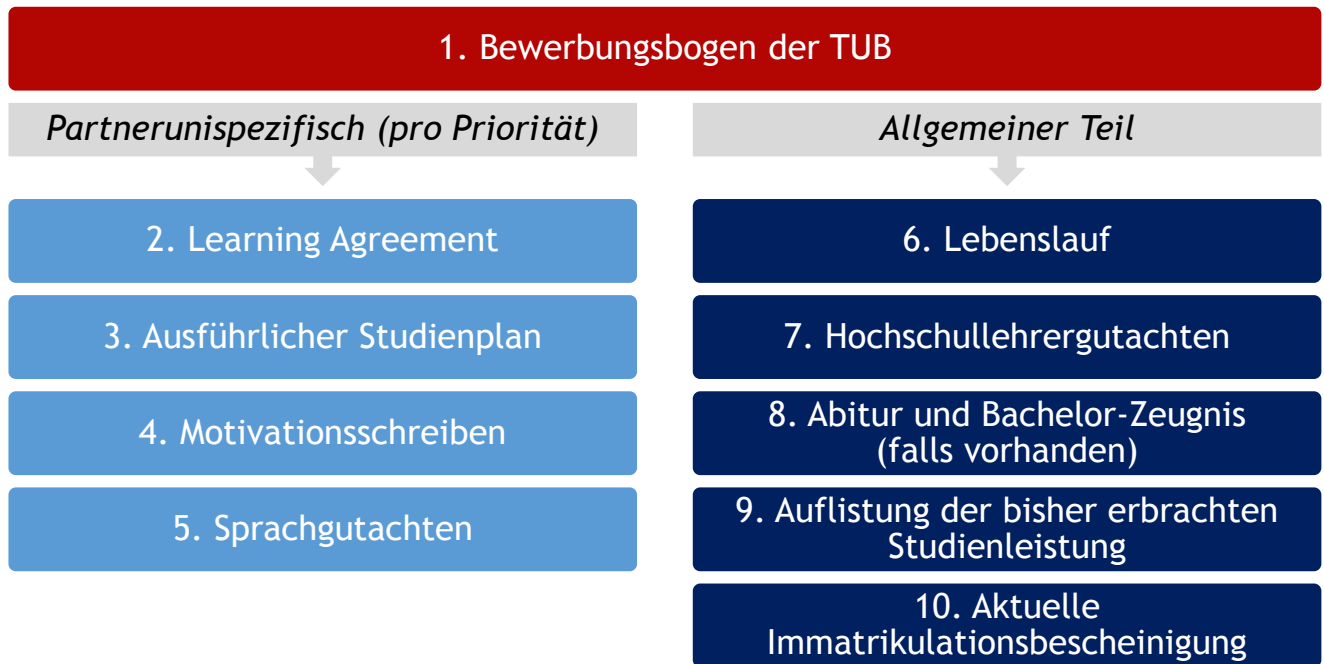 1. Bewerbungsbogen der TUB
Partnerunispezifisch (pro Priorität)
2. Learning Agreement
3. Ausführlicher Studienplan
4. Motivationsschreiben
5. Sprachgutachten
Allgemeiner Teil
6. Lebenslauf
7. Hochschullehrergutachten
8. Abitur und Bachelor-Zeugnis
(falls vorhanden)
9. Auflistung der bisher erbrachten
Studienleistung
10. Aktuelle
Immatrikulationsbescheinigung